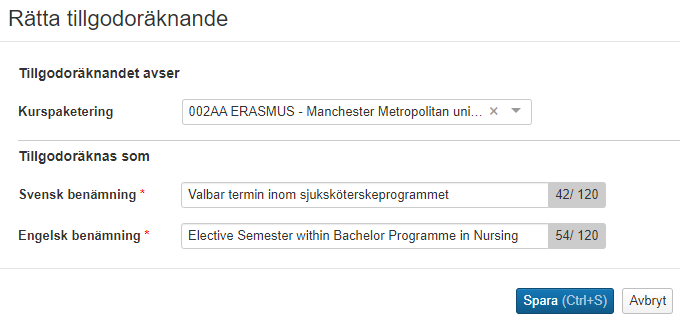 Rätta tillgodoräknande
Tillgodoräknandet avser
Kurspaketering 002AA ERASMUS - Manchester Metropolitan uni... ×
Tillgodoräknas som
Svensk benämning * Valbar termin inom sjuksköterskeprogrammet 42/ 120
Engelsk benämning * Elective Semester within Bachelor Programme in Nursing 54/ 120
Spara (Ctrl+S) Avbryt